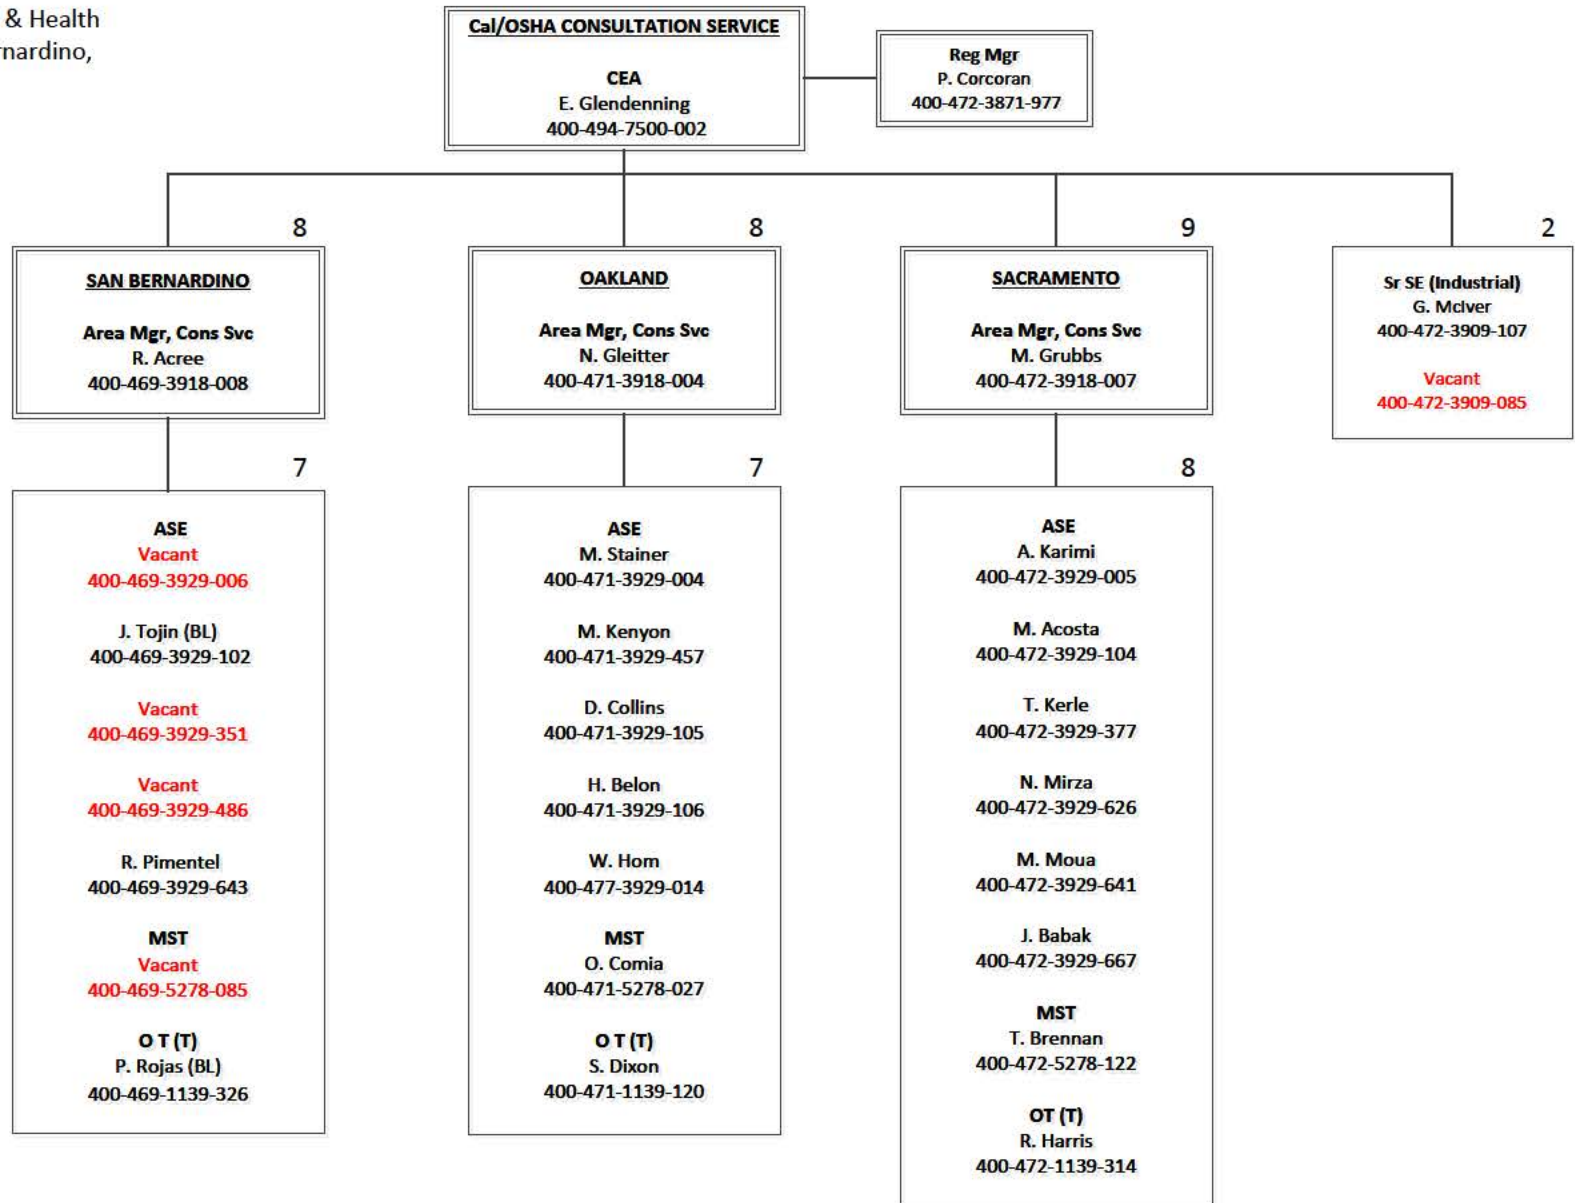 & Health
rnardino,
Cal/OSHA CONSULTATION SERVICE
CEA
E. Glendenning
400-494-7500-002
Reg Mgr
P. Corcoran
400-472-3871-977
8
SAN BERNARDINO
Area Mgr, Cons Svc
R. Acree
400-469-3918-008
8
OAKLAND
Area Mgr, Cons Svc
N. Gleitter
400-471-3918-004
9
SACRAMENTO
Area Mgr, Cons Svc
M. Grubbs
400-472-3918-007
2
Sr SE (Industrial)
G. McIver
400-472-3909-107
Vacant
400-472-3909-085
7
ASE
Vacant
400-469-3929-006
J. Tojin (BL)
400-469-3929-102
Vacant
400-469-3929-351
Vacant
400-469-3929-486
R. Pimentel
400-469-3929-643
MST
Vacant
400-469-5278-085
O T (T)
P. Rojas (BL)
400-469-1139-326
7
ASE
M. Stainer
400-471-3929-004
M. Kenyon
400-471-3929-457
D. Collins
400-471-3929-105
H. Belon
400-471-3929-106
W. Hom
400-477-3929-014
MST
O. Comia
400-471-5278-027
O T (T)
S. Dixon
400-471-1139-120
8
ASE
A. Karimi
400-472-3929-005
M. Acosta
400-472-3929-104
T. Kerle
400-472-3929-377
N. Mirza
400-472-3929-626
M. Moua
400-472-3929-641
J. Babak
400-472-3929-667
MST
T. Brennan
400-472-5278-122
OT (T)
R. Harris
400-472-1139-314